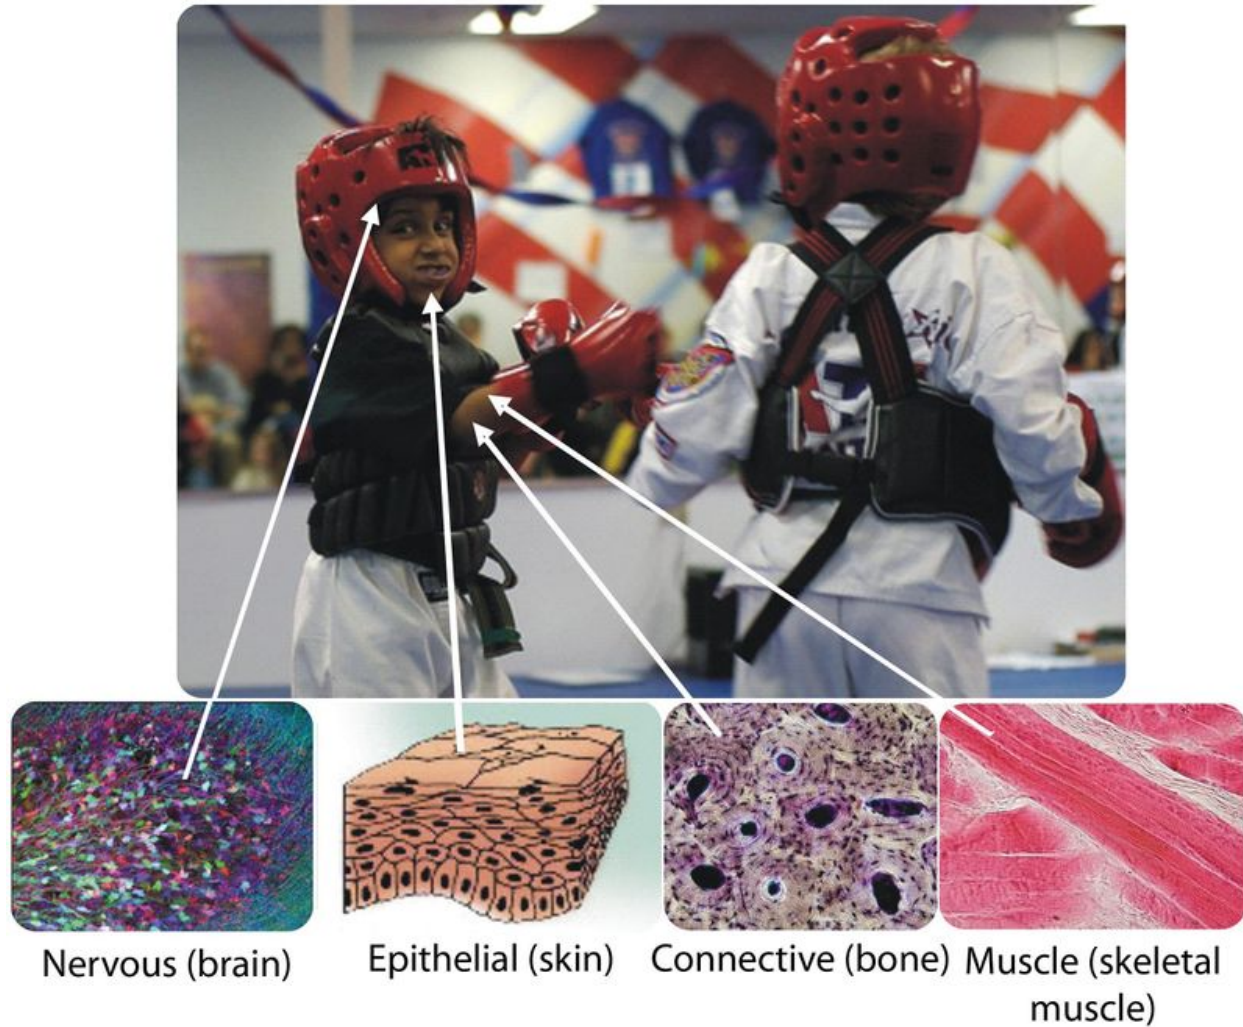 Nervous (brain)
Epithelial (skin)
Connective (bone)
Muscle (skeletal
muscle)